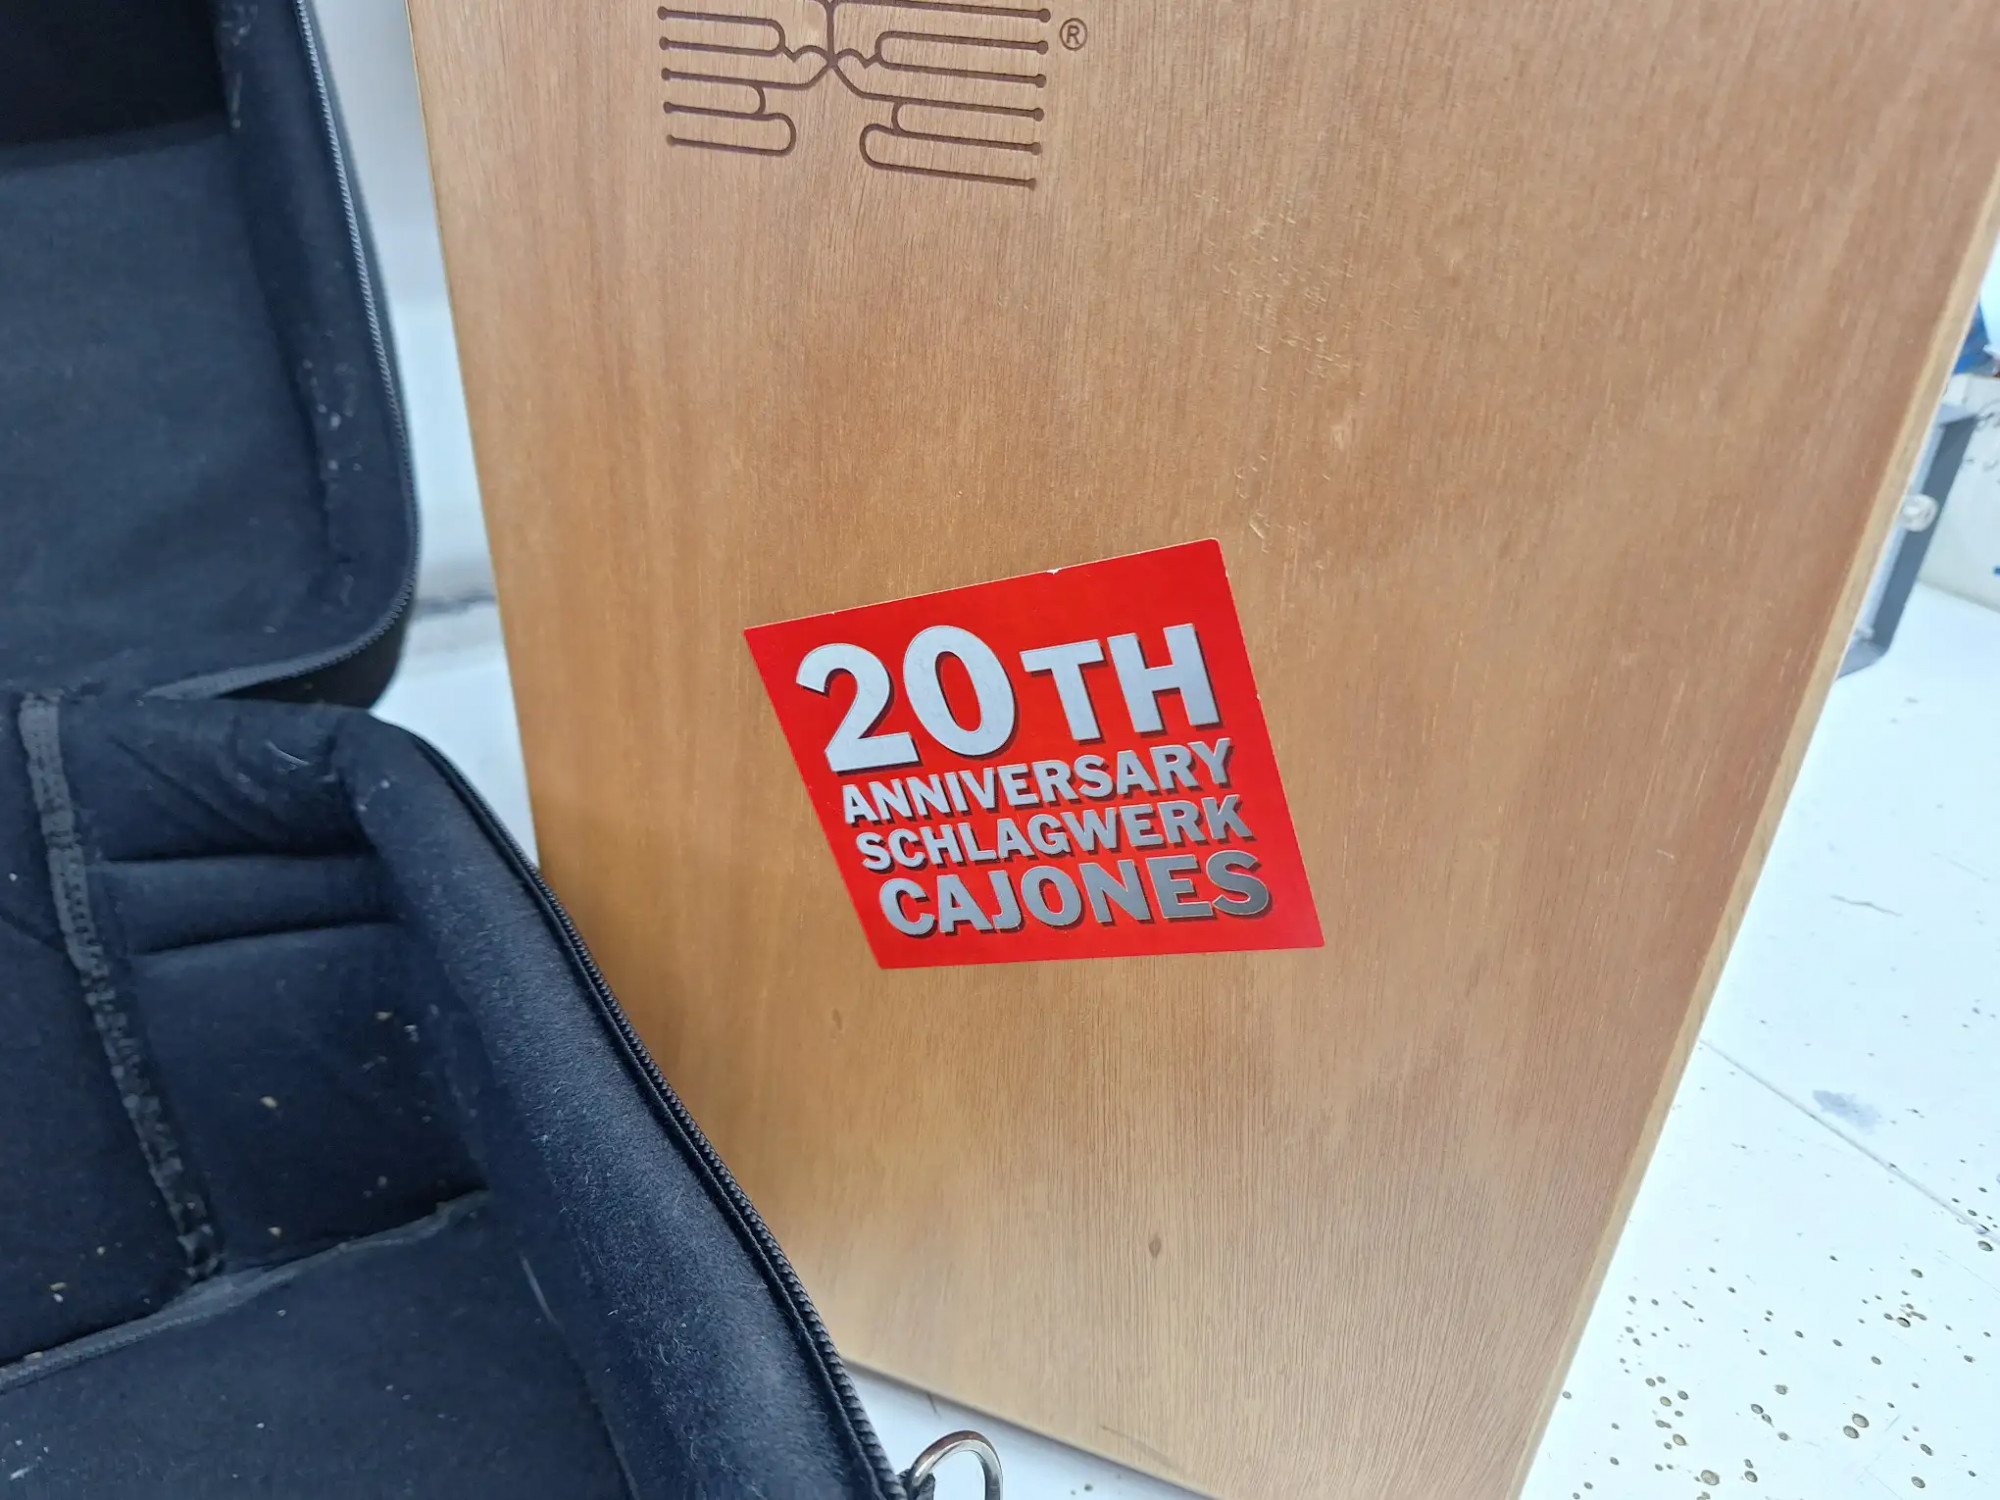 ®
20TH
ANNIVERSARY
SCHLAGWERK
CAJONES